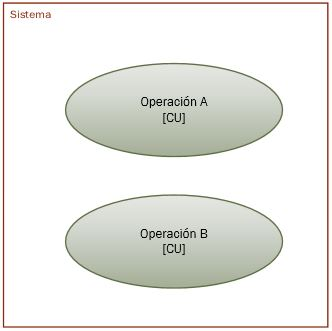 Sistema
Operación A
[CU]
Operación B
[CU]